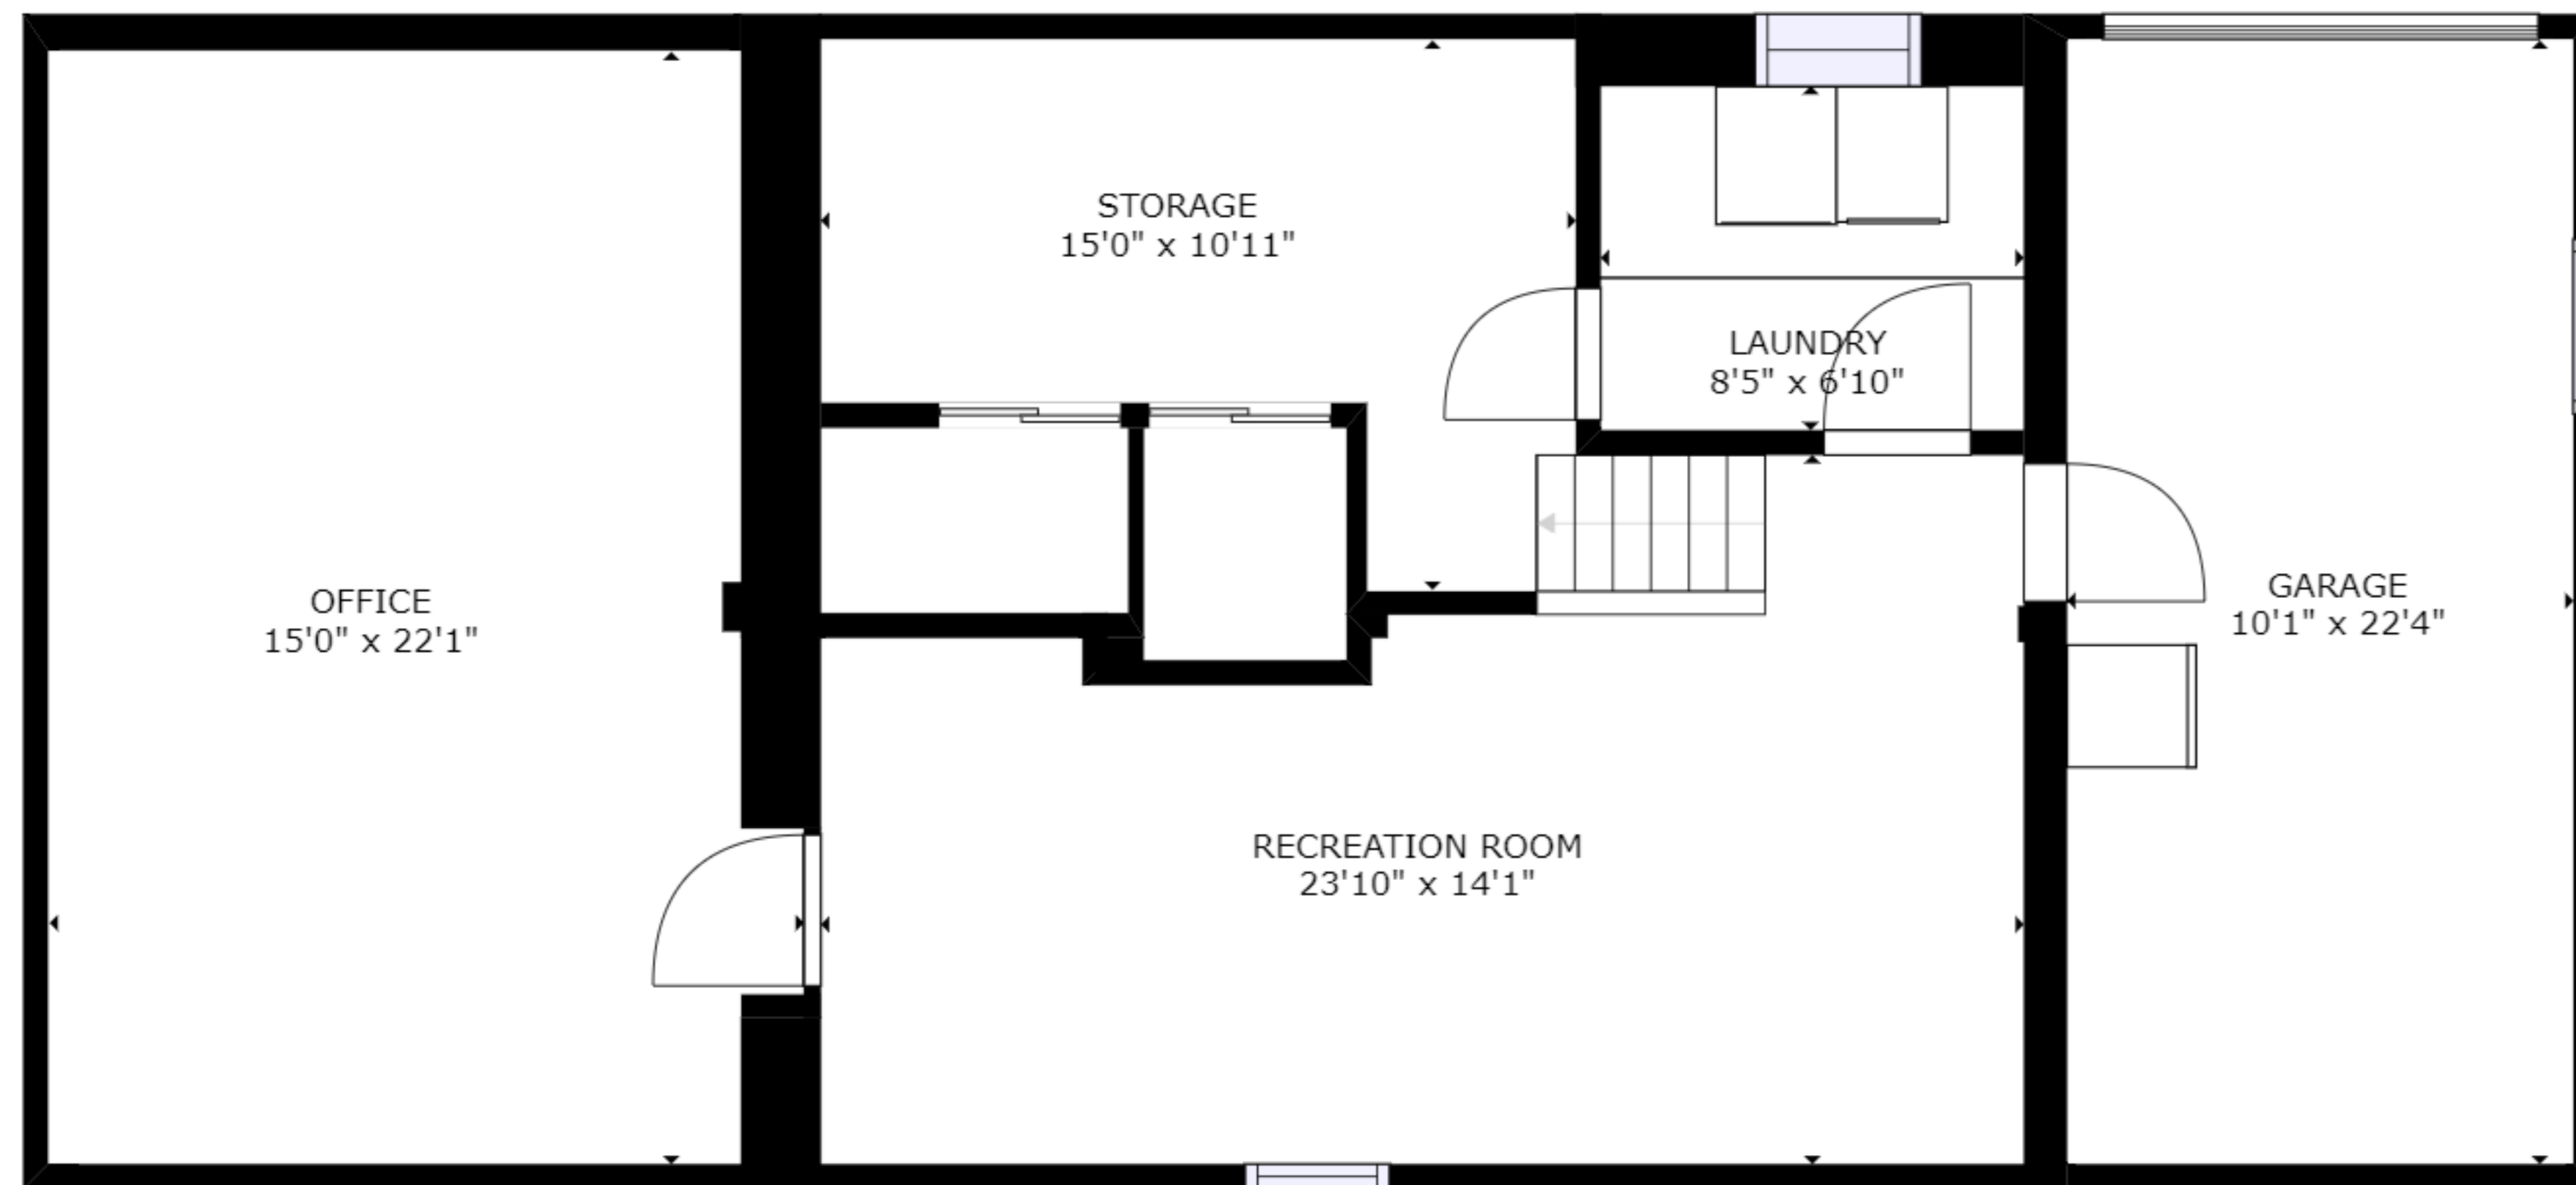 STORAGE
15'0" x 10'11"
LAUNDRY
8'5" x 6'10"
OFFICE
15'0" x 22'1"
GARAGE
10'1" x 22'4"
RECREATION ROOM
23'10" x 14'1"